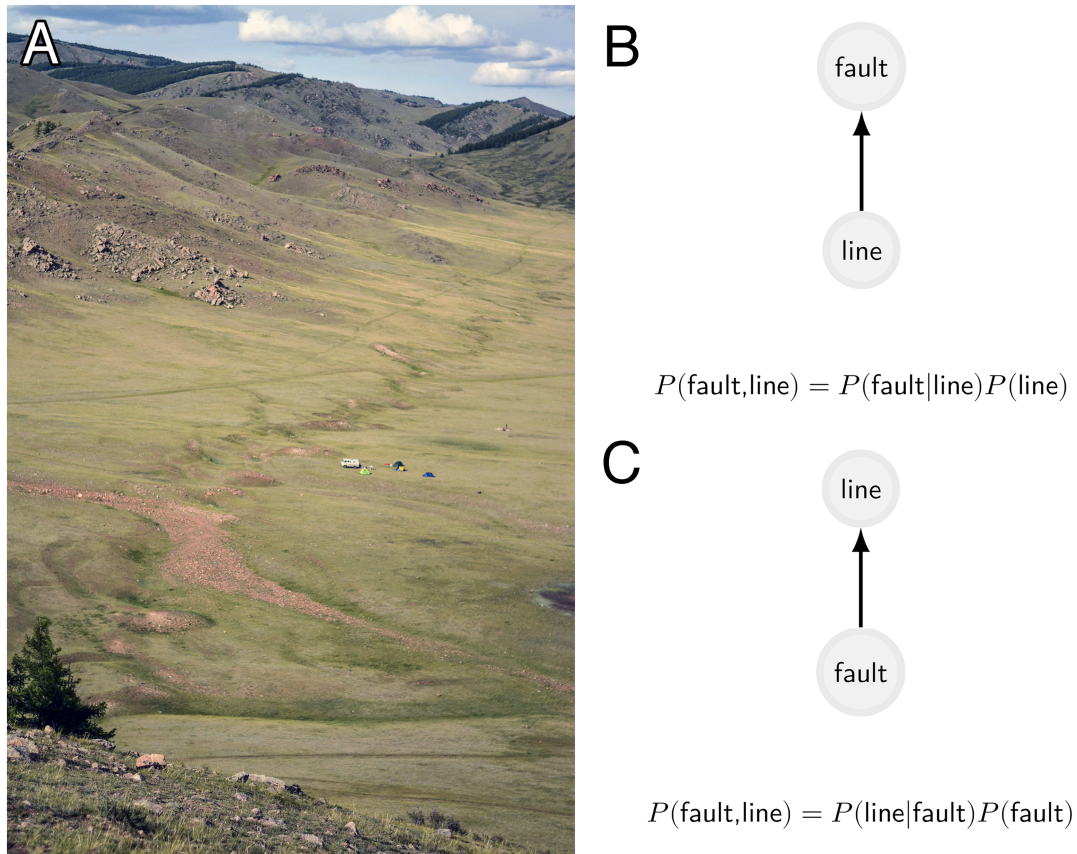 A
B
fault
line
P(fault,line) = P(fault|line)P(line)
C
line
fault
P(fault,line) = P(line|fault)P(fault)